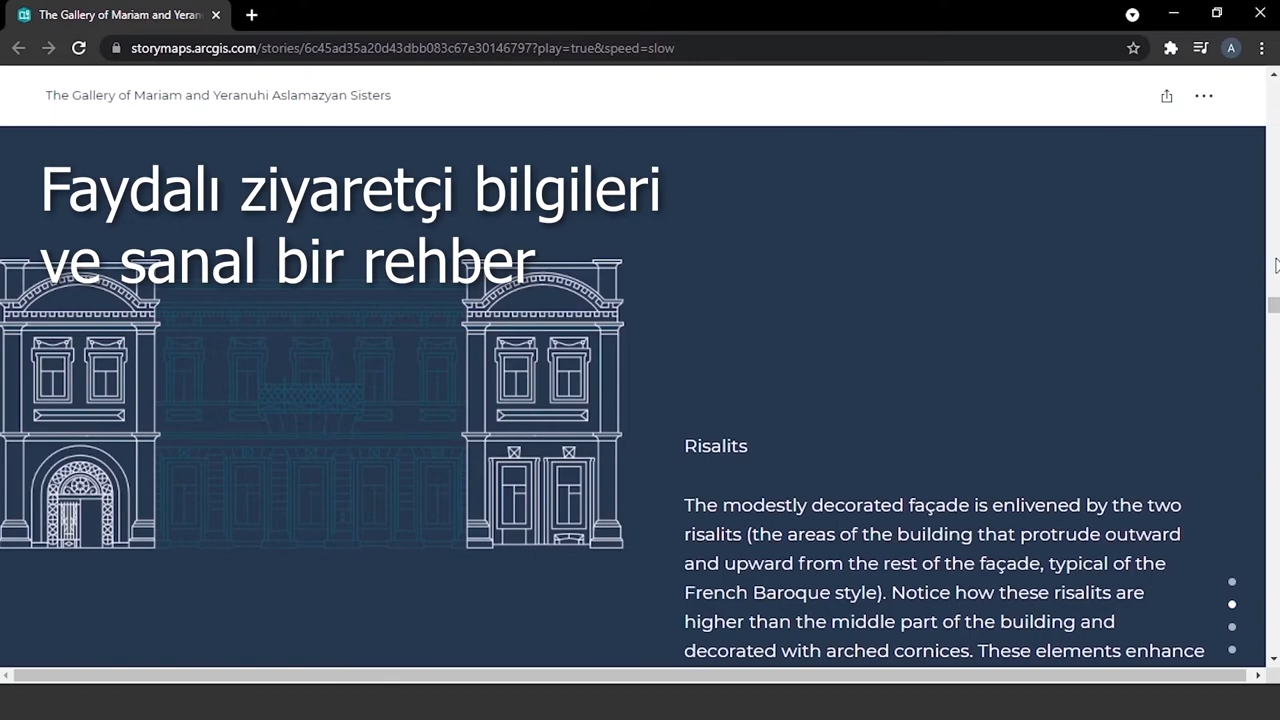 The Gallery of Mariam and Yeran
storymaps.arcgis.com/stories/6c45ad35a20d43dbb083c67e30146797?play=true&speed=slow
A
The Gallery of Mariam and Yeranuhi Aslamazyan Sisters
Faydalı ziyaretçi bilgileri
ve sanal bir rehber
Risalits
The modestly decorated façade is enlivened by the two
risalits (the areas of the building that protrude outward
and upward from the rest of the façade, typical of the
French Baroque style). Notice how these risalits are
higher than the middle part of the building and
decorated with arched cornices. These elements enhance